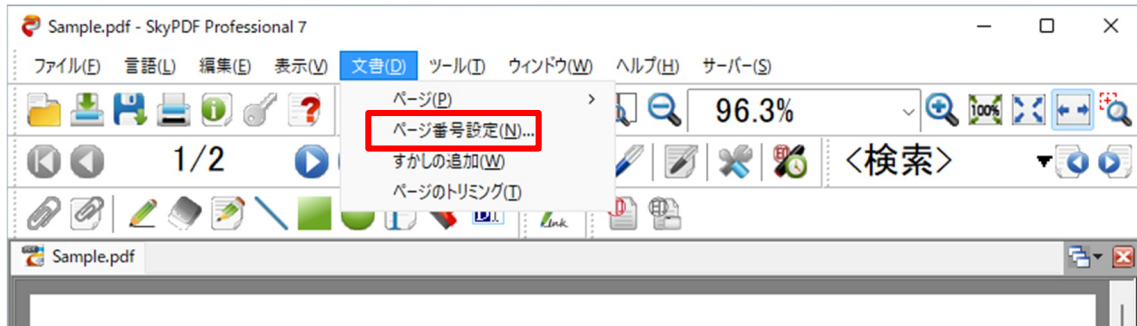 Sample.pdf - SkyPDF Professional 7
ファイル(F) 言語(L) 編集(E) 表示(V) 文書(D) ツール(T) ウィンドウ(W) ヘルプ(H) サーバー(S)
ページ(P)
96.3%
100%
ページ番号設定(N)...
1/2
すかしの追加(W)
<検索>
ページのトリミング(T)
Link
Sample.pdf